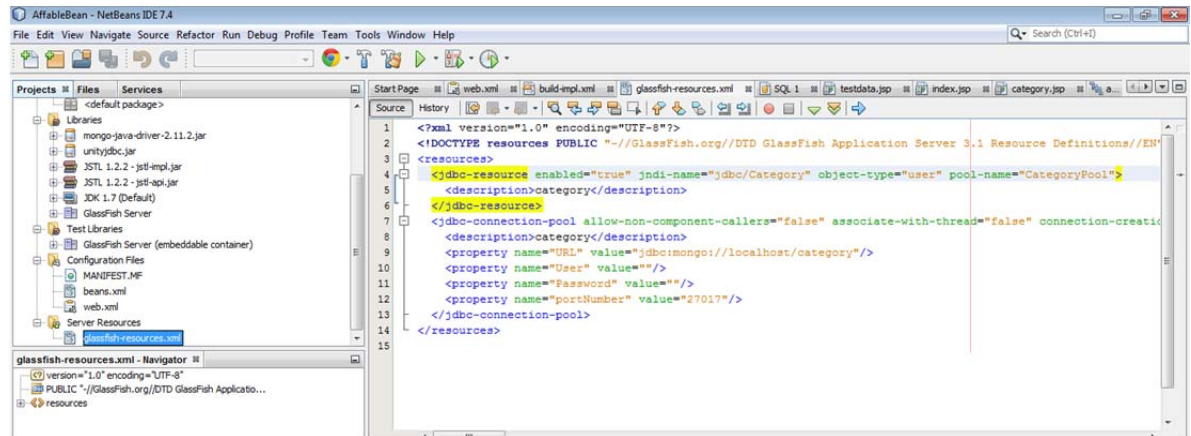 AffableBean - NetBeans IDE 7.4
File Edit View Navigate Source Refactor Run Debug Profile Team Tools Window Help
Search (Ctrl+I)
Projects Files Services
<default package>
Libraries
mongo-java-driver-2.11.2.jar
unityjdbc.jar
JSTL 1.2.2 - jstl-impl.jar
JSTL 1.2.2 - jstl-api.jar
JDK 1.7 (Default)
GlassFish Server
Test Libraries
GlassFish Server (embeddable container)
Configuration Files
MANIFEST.MF
beans.xml
web.xml
Server Resources
glassfish-resources.xml
glassfish-resources.xml - Navigator
version="1.0" encoding="UTF-8"
PUBLIC "-//GlassFish.org//DTD GlassFish Applicatio...
resources
Start Page web.xml build-impl.xml glassfish-resources.xml SQL 1 testdata.jsp index.jsp category.jsp a...
Source History
1 <?xml version="1.0" encoding="UTF-8"?>
2 <!DOCTYPE resources PUBLIC "-//GlassFish.org//DTD GlassFish Application Server 3.1 Resource Definitions//EN"
3 <resources>
4 <jdbc-resource enabled="true" jndi-name="jdbc/Category" object-type="user" pool-name="CategoryPool">
5 <description>category</description>
6 </jdbc-resource>
7 <jdbc-connection-pool allow-non-component-callers="false" associate-with-thread="false" connection-creatio
8 <description>category</description>
9 <property name="URL" value="jdbc:mongo://localhost/category"/>
10 <property name="User" value=""/>
11 <property name="Password" value=""/>
12 <property name="portNumber" value="27017"/>
13 </jdbc-connection-pool>
14 </resources>
15